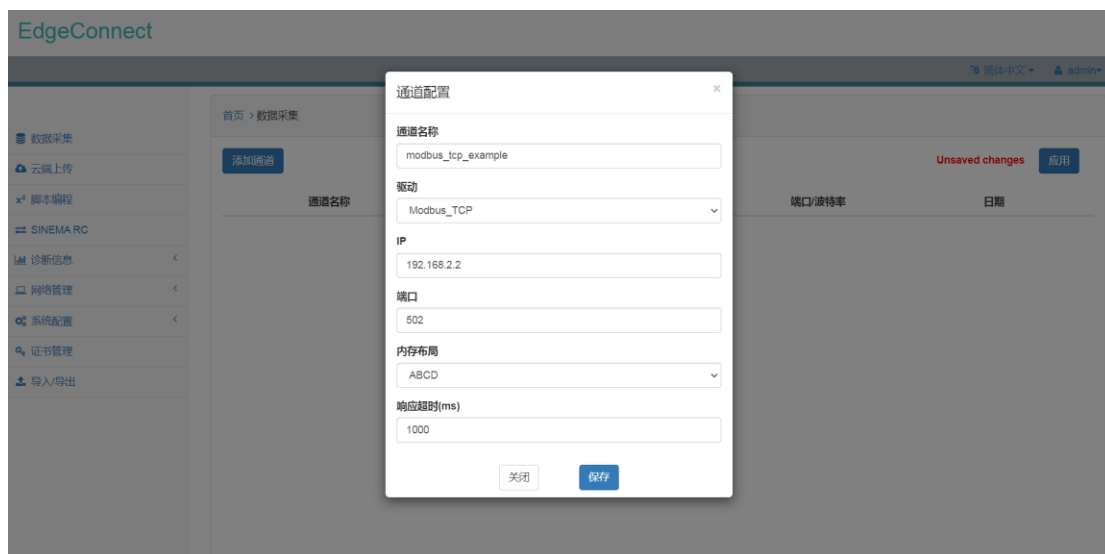 EdgeConnect
简体中文
admin
首页 > 数据采集
数据采集
云端上传
脚本编程
SINEMA RC
诊断信息
网络管理
系统配置
证书管理
导入/导出
添加通道
Unsaved changes
应用
通道名称
端口/波特率
日期
通道配置
×
通道名称
modbus_tcp_example
驱动
Modbus_TCP
IP
192.168.2.2
端口
502
内存布局
ABCD
响应超时(ms)
1000
关闭
保存